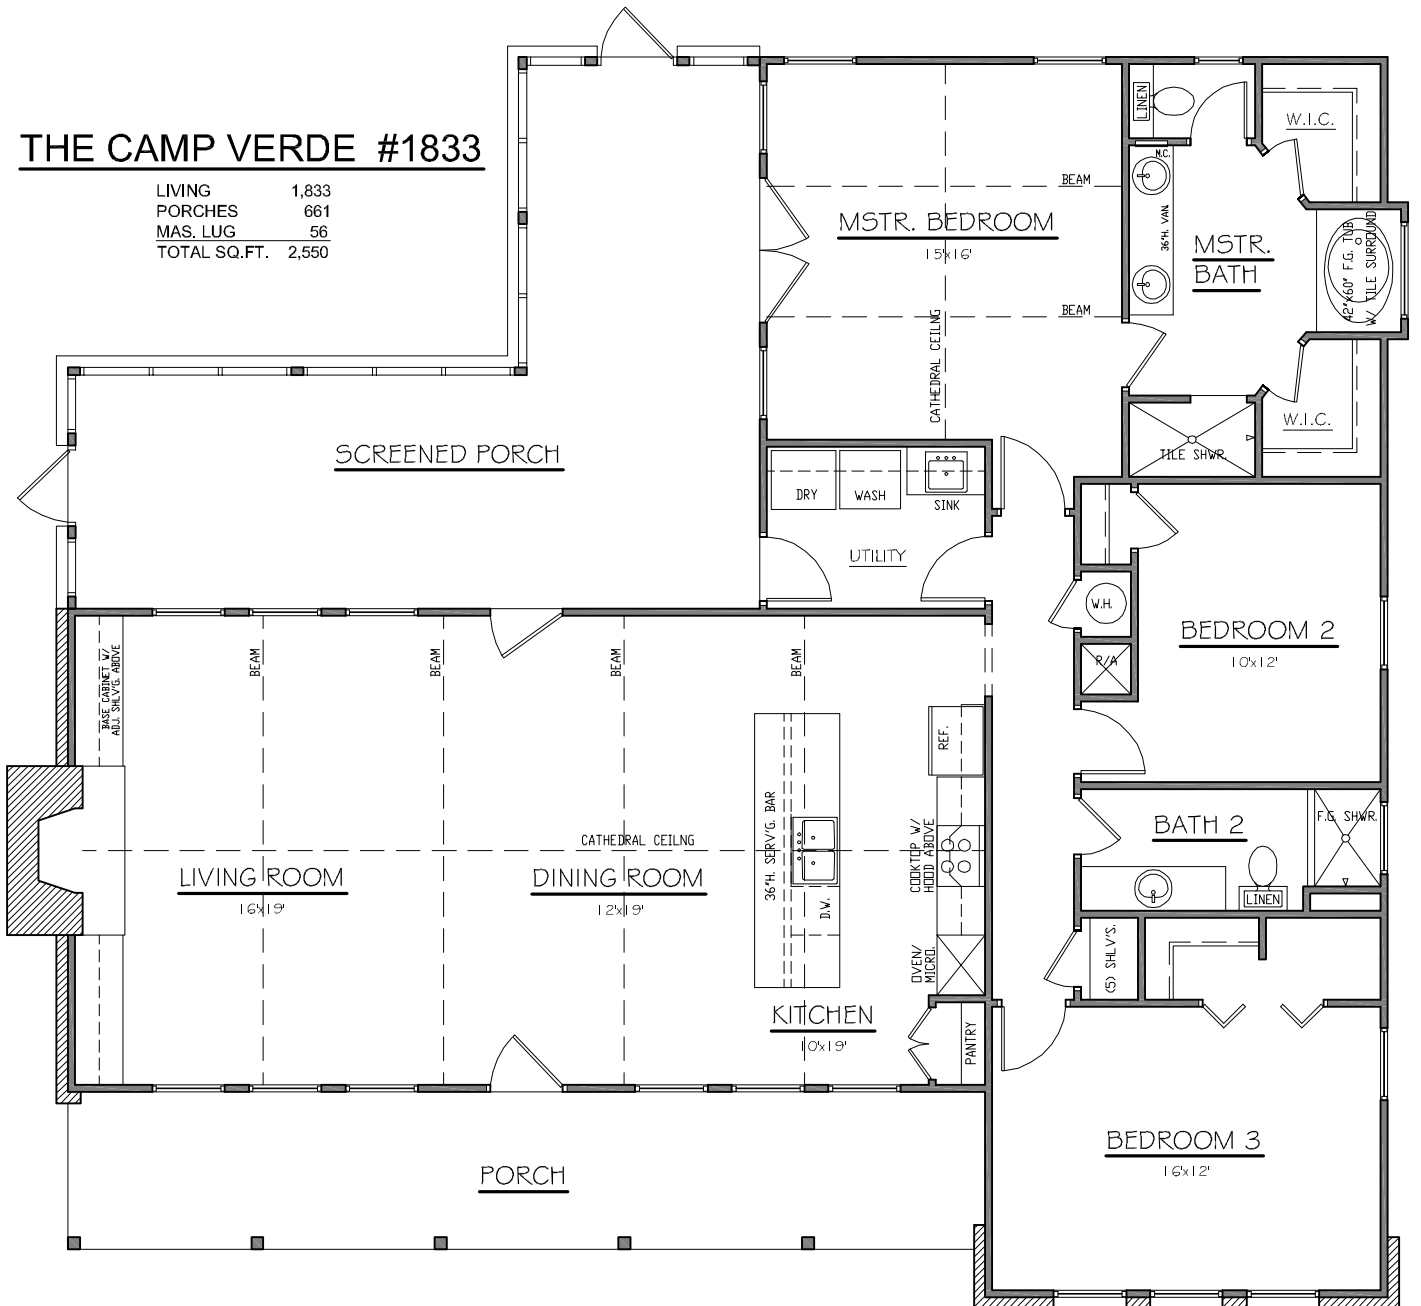 THE CAMP VERDE #1833
LIVING 1,833
PORCHES 661
MAS. LUG 56
TOTAL SQ.FT. 2,550
LINEN
W.I.C.
N.C.
BEAM
MSTR. BEDROOM
15'x16'
36"H. VAN.
MSTR.
BATH
42"x60" F.G. TUB
W/ TILE SURROUND
BEAM
CATHEDRAL CEILNG
W.I.C.
TILE SHWR.
SCREENED PORCH
DRY
WASH
SINK
UTILITY
W.H.
R/A
BEDROOM 2
10'x12'
BASE CABINET W/
ADJ. SHLV'G. ABOVE
BEAM
BEAM
BEAM
BEAM
REF.
36"H. SERV'G. BAR
CATHEDRAL CEILNG
COOKTOP W/
HOOD ABOVE
BATH 2
F.G. SHWR.
LINEN
LIVING ROOM
16'x19'
DINING ROOM
12'x19'
D.W.
OVEN/
MICRO.
(5) SHLV'S.
KITCHEN
10'x19'
PANTRY
BEDROOM 3
16'x12'
PORCH